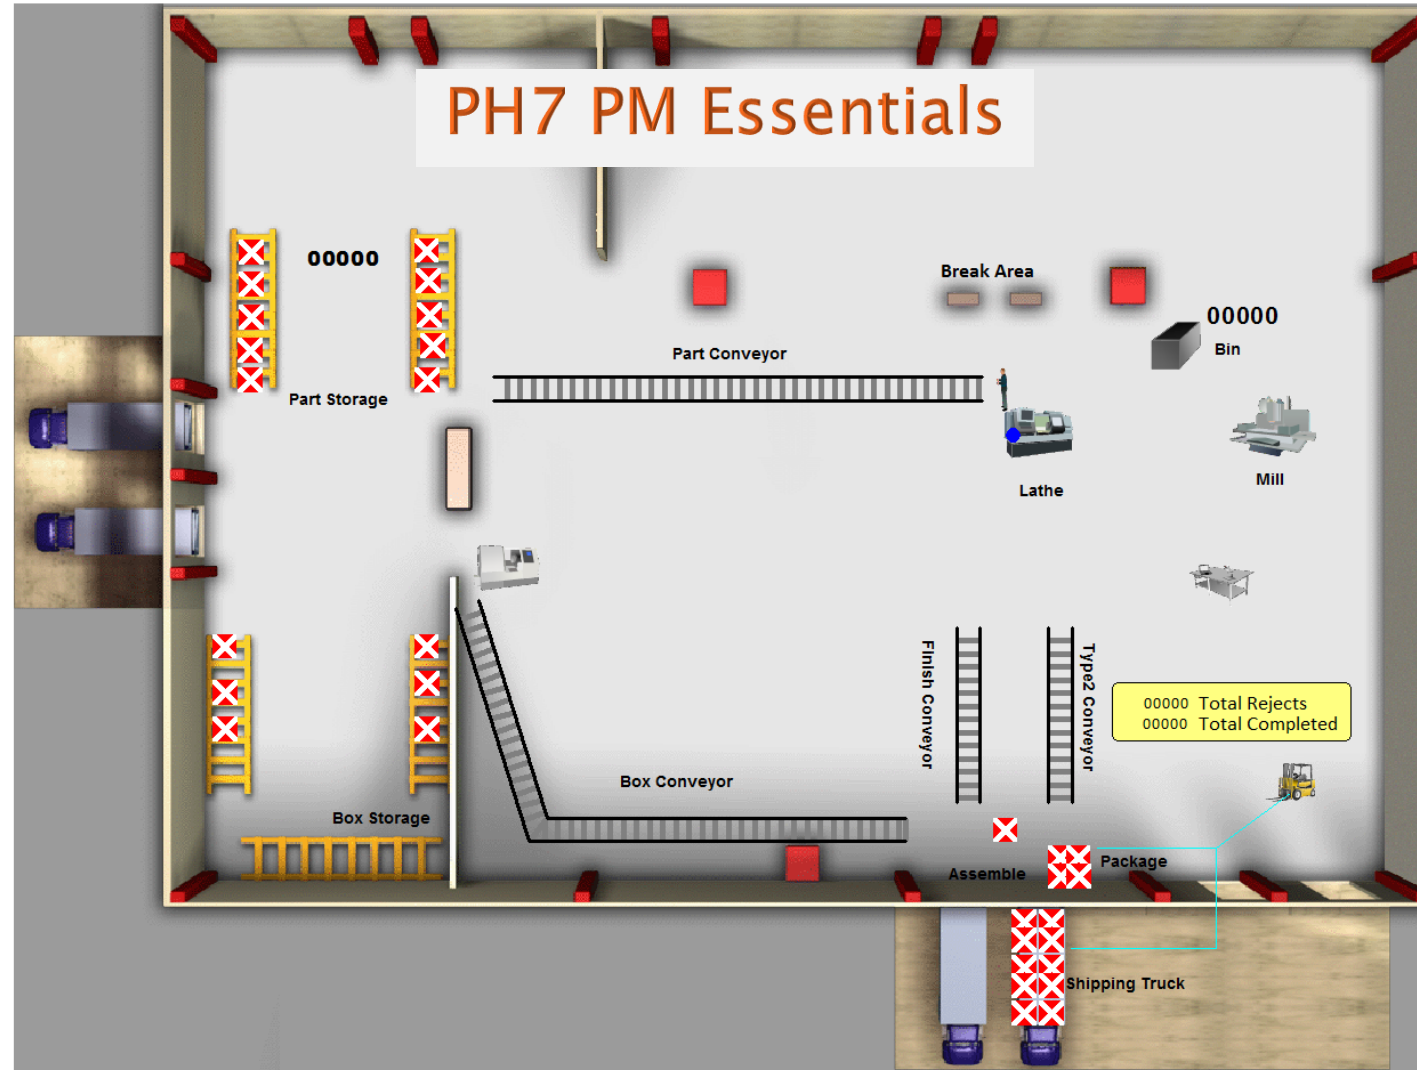 PH7 PM Essentials
00000
Break Area
00000
Bin
Part Conveyor
Part Storage
Lathe
Mill
Finish Conveyor
Type2 Conveyor
00000 Total Rejects
00000 Total Completed
Box Conveyor
Box Storage
Assemble
Package
Shipping Truck